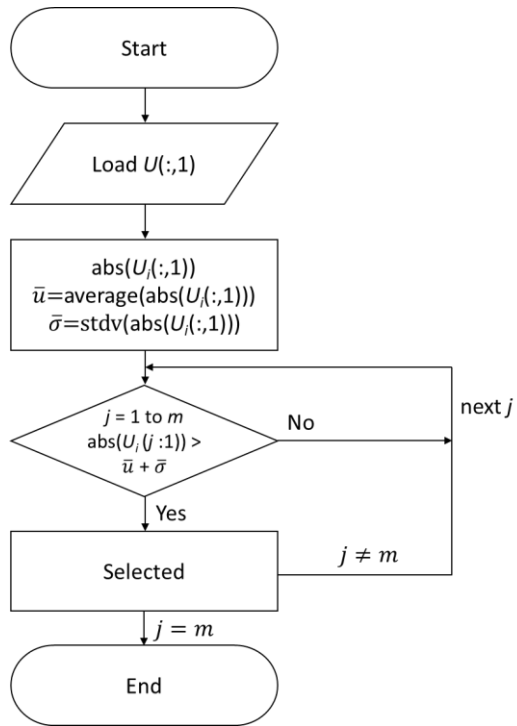 Start
Load U(:,1)
abs(Uᵢ(:,1))
ū=average(abs(Uᵢ(:,1)))
σ̄=stdv(abs(Uᵢ(:,1)))
j = 1 to m
abs(Uᵢ(j :1)) >
ū + σ̄
No
next j
Yes
Selected
j ≠ m
j = m
End